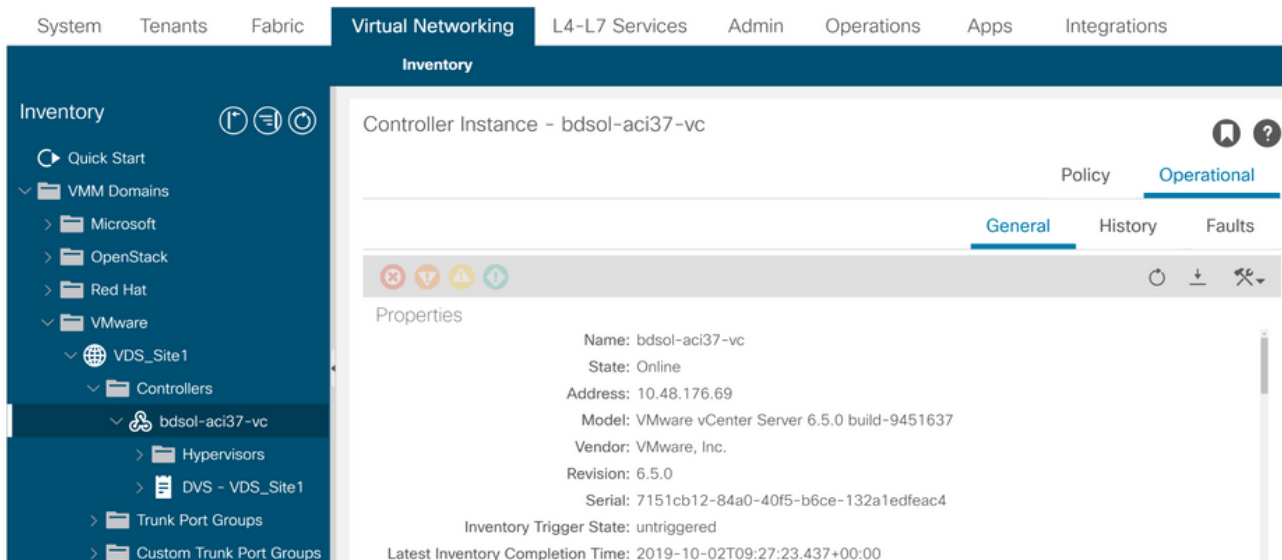 System Tenants Fabric Virtual Networking L4-L7 Services Admin Operations Apps Integrations
Inventory
Inventory
Quick Start
VMM Domains
Microsoft
OpenStack
Red Hat
VMware
VDS_Site1
Controllers
bdsol-aci37-vc
Hypervisors
DVS - VDS_Site1
Trunk Port Groups
Custom Trunk Port Groups
Controller Instance - bdsol-aci37-vc
Policy Operational
General History Faults
Properties
Name: bdsol-aci37-vc
State: Online
Address: 10.48.176.69
Model: VMware vCenter Server 6.5.0 build-9451637
Vendor: VMware, Inc.
Revision: 6.5.0
Serial: 7151cb12-84a0-40f5-b6ce-132a1edfeac4
Inventory Trigger State: untriggered
Latest Inventory Completion Time: 2019-10-02T09:27:23.437+00:00